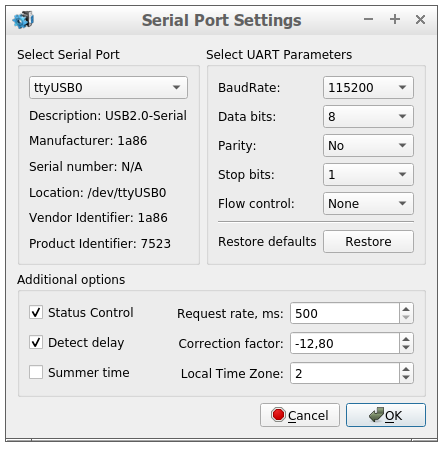 Serial Port Settings
Select Serial Port
ttyUSB0
Description: USB2.0-Serial
Manufacturer: 1a86
Serial number: N/A
Location: /dev/ttyUSB0
Vendor Identifier: 1a86
Product Identifier: 7523
Select UART Parameters
BaudRate: 115200
Data bits: 8
Parity: No
Stop bits: 1
Flow control: None
Restore defaults Restore
Additional options
Status Control Request rate, ms: 500
Detect delay Correction factor: -12,80
Summer time Local Time Zone: 2
Cancel OK